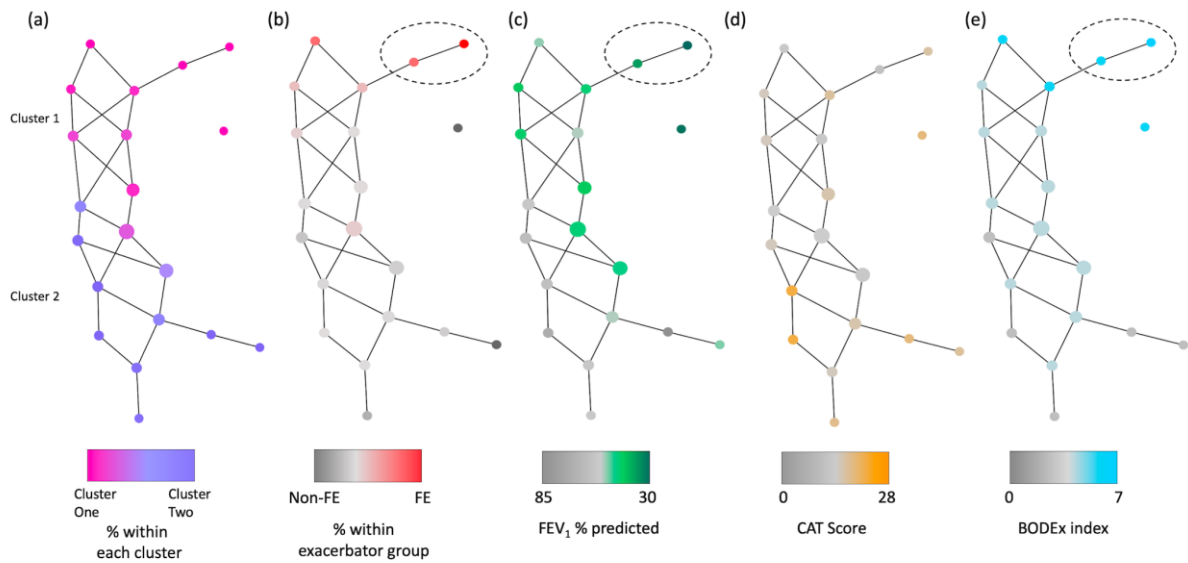 (a)
(b)
(c)
(d)
(e)
Cluster 1
Cluster 2
Cluster One
Cluster Two
% within each cluster
Non-FE
FE
% within exacerbator group
85
30
FEV₁ % predicted
0
28
CAT Score
0
7
BODEx index